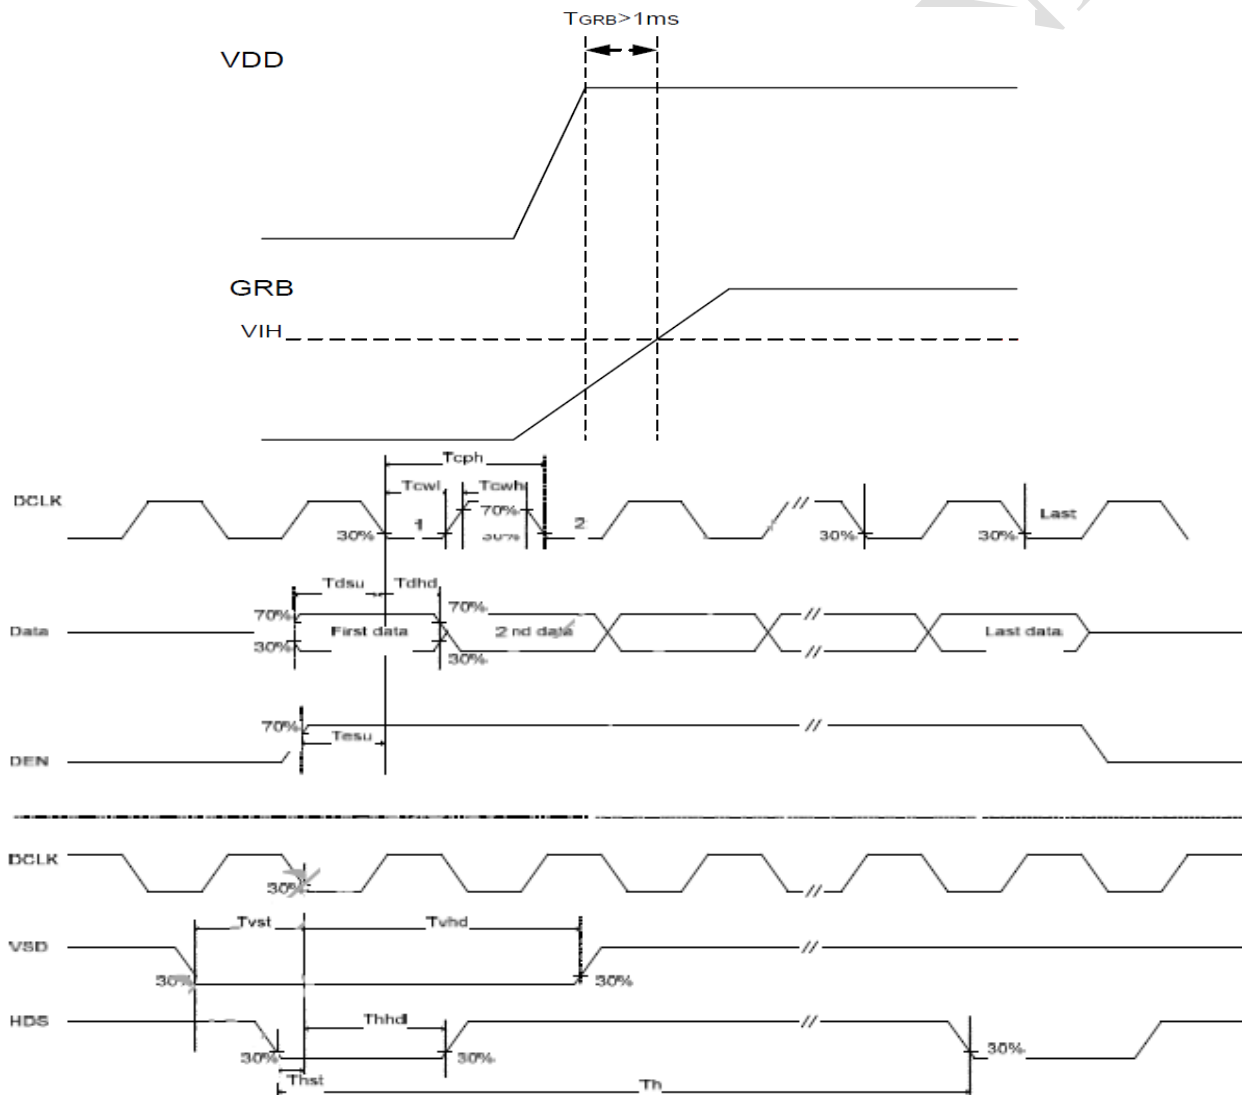 TGRB>1ms
VDD
GRB
VIH
Tcph
Tcwl Tcwh
DCLK
70%
1 2 Last
30% 30% 30% 30%
Tdsu Tdhd
70% 70%
Data First data 2 nd data Last data
30% 30%
70%
Tesu
DEN
DCLK
30%
Tvst Tvhd
VSD
30% 30%
HDS Thhd
30% 30% 30%
Thst Th